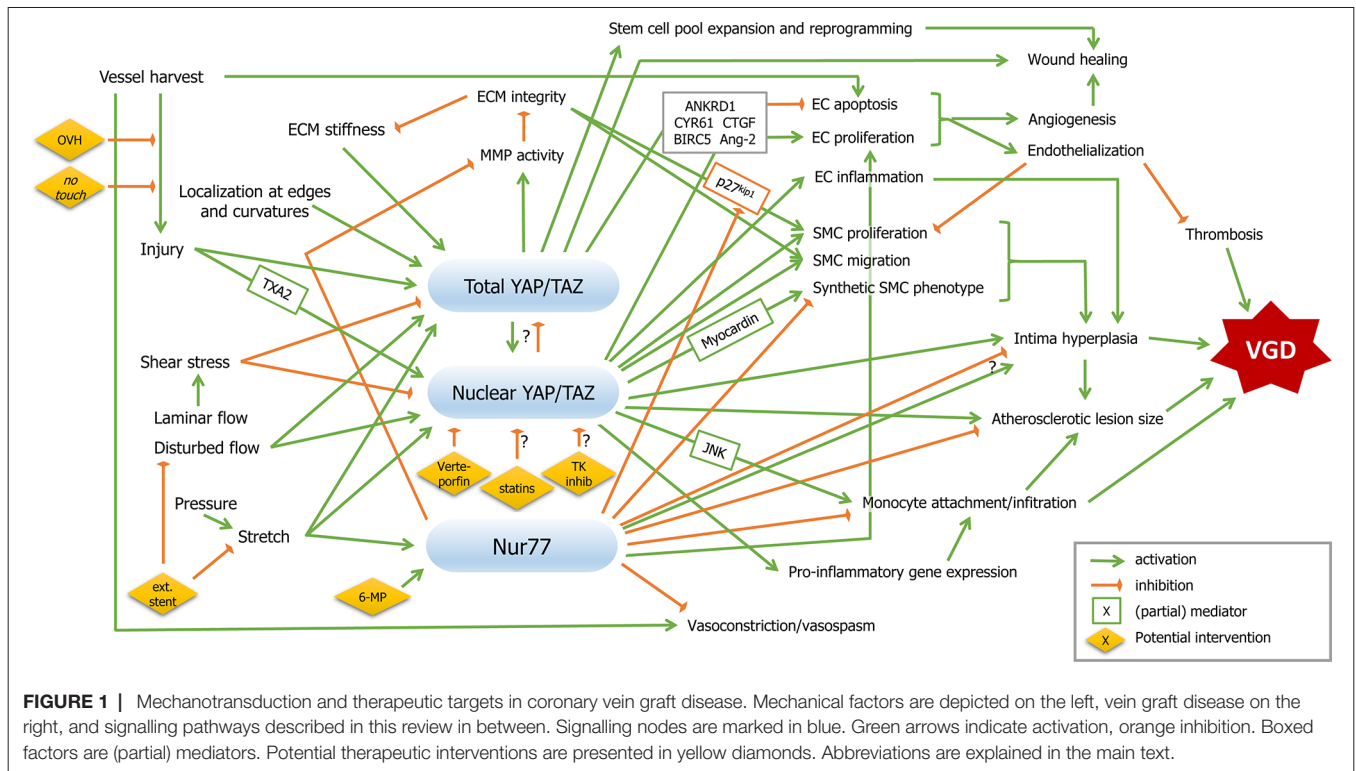 Stem cell pool expansion and reprogramming
Wound healing
Vessel harvest
ECM integrity
ANKRD1
CYR61 CTGF
BIRC5 Ang-2
EC apoptosis
Angiogenesis
ECM stiffness
EC proliferation
OVH
MMP activity
Endothelialization
no
touch
Localization at edges
and curvatures
p27kip1
EC inflammation
Injury
SMC proliferation
Thrombosis
TXA2
Total YAP/TAZ
SMC migration
Synthetic SMC phenotype
?
Myocardin
Shear stress
Intima hyperplasia
VGD
?
Nuclear YAP/TAZ
Laminar flow
Atherosclerotic lesion size
Disturbed flow
?
?
JNK
Verte-
porfin
statins
TK
inhib
Pressure
Monocyte attachment/infitration
Stretch
Nur77
Pro-inflammatory gene expression
ext.
stent
6-MP
Vasoconstriction/vasospasm
activation
inhibition
X
(partial) mediator
X
Potential intervention
FIGURE 1 | Mechanotransduction and therapeutic targets in coronary vein graft disease. Mechanical factors are depicted on the left, vein graft disease on the
right, and signalling pathways described in this review in between. Signalling nodes are marked in blue. Green arrows indicate activation, orange inhibition. Boxed
factors are (partial) mediators. Potential therapeutic interventions are presented in yellow diamonds. Abbreviations are explained in the main text.